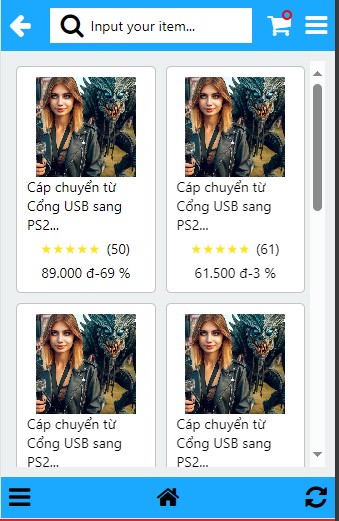 Input your item...
Cáp chuyển từ
Cổng USB sang
PS2...
★★★★★ (50)
89.000 đ-69 %
Cáp chuyển từ
Cổng USB sang
PS2...
★★★★★ (61)
61.500 đ-3 %
Cáp chuyển từ
Cổng USB sang
PS2...
Cáp chuyển từ
Cổng USB sang
PS2...